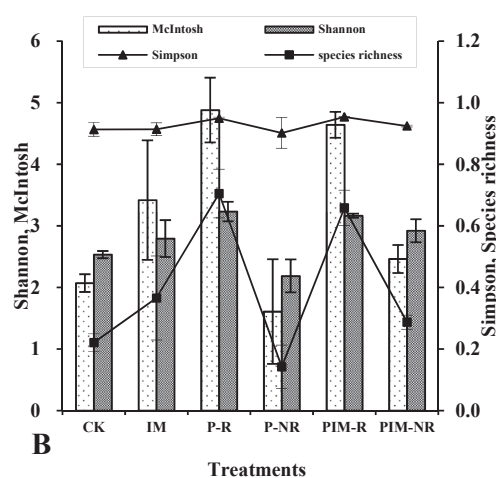 McIntosh Shannon
Simpson species richness
6 1.2
5 1.0
4 0.8
3 0.6
2 0.4
1 0.2
0 0.0
Shannon, McIntosh
Simpson, Species richness
CK IM P-R P-NR PIM-R PIM-NR
B
Treatments